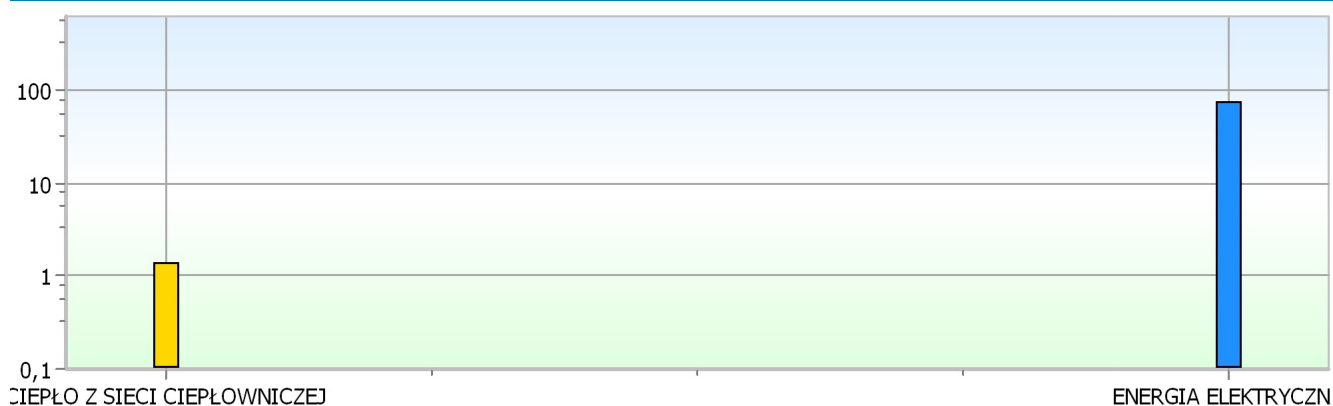 100
10
1
0,1
CIEPŁO Z SIECI CIEPŁOWNICZEJ
ENERGIA ELEKTRYCZN